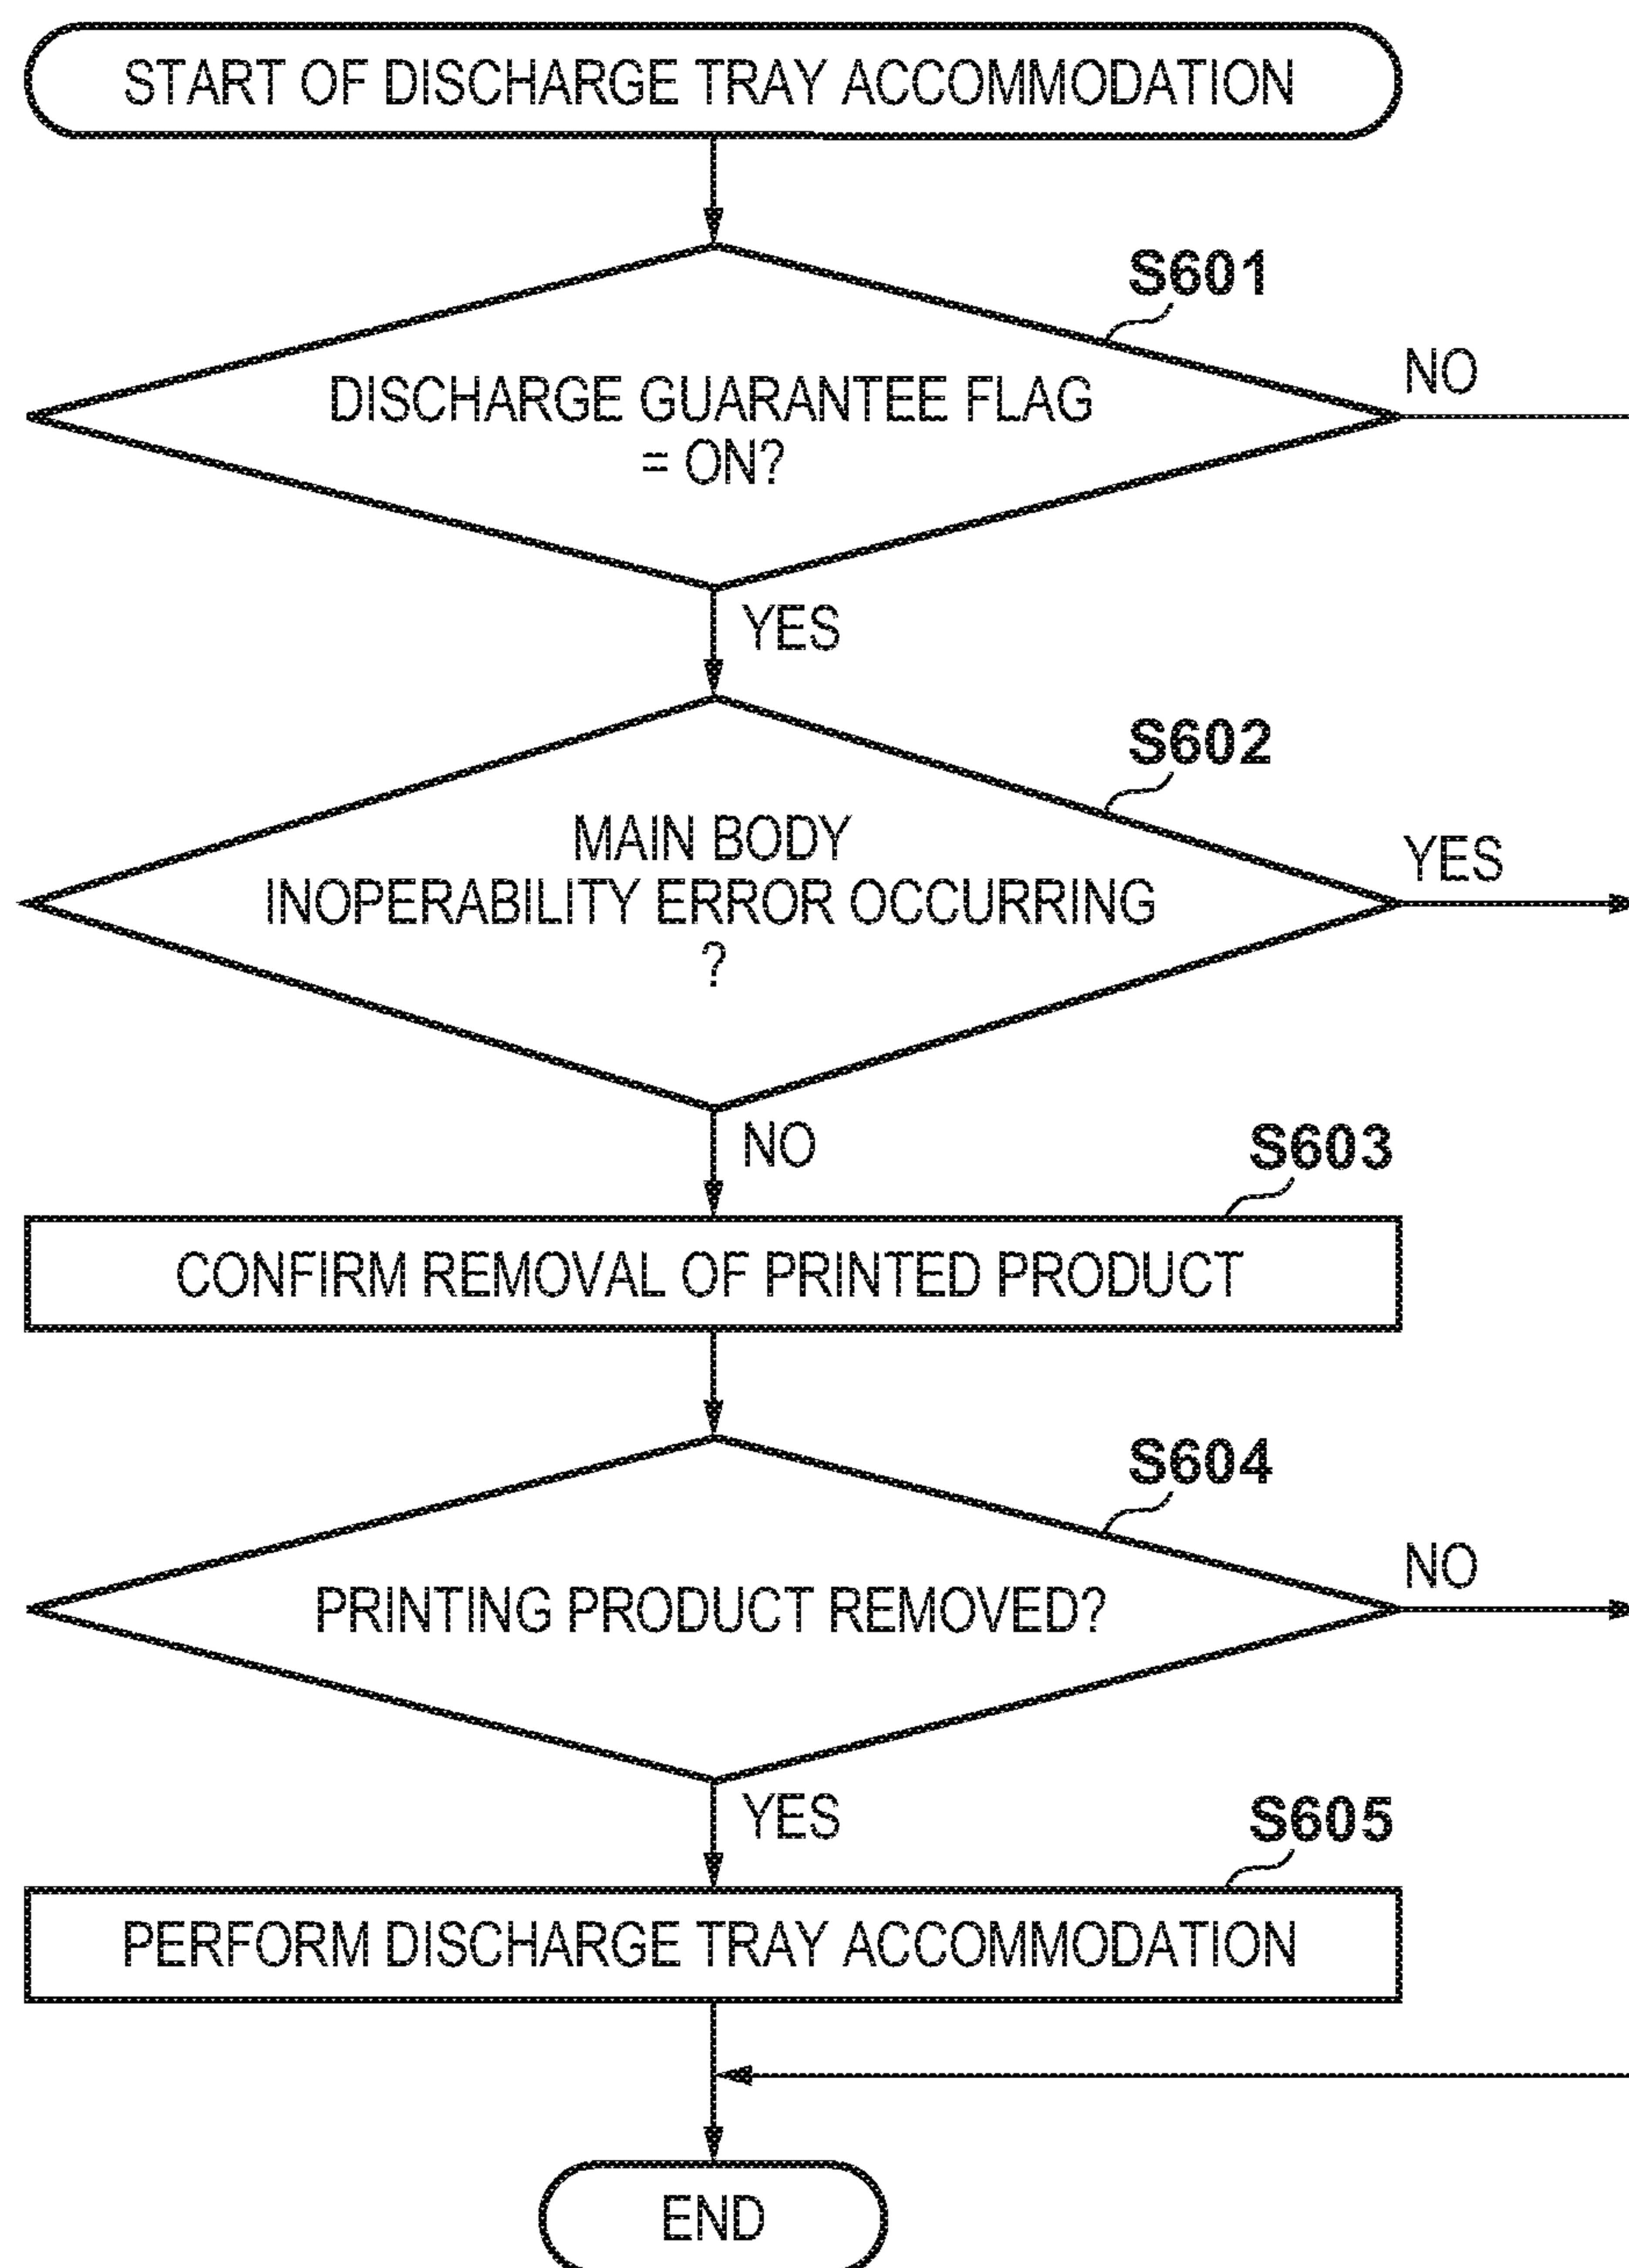 START OF DISCHARGE TRAY ACCOMMODATION
S601
DISCHARGE GUARANTEE FLAG
= ON?
NO
YES
S602
MAIN BODY
INOPERABILITY ERROR OCCURRING
?
YES
NO
S603
CONFIRM REMOVAL OF PRINTED PRODUCT
S604
PRINTING PRODUCT REMOVED?
NO
YES
S605
PERFORM DISCHARGE TRAY ACCOMMODATION
END